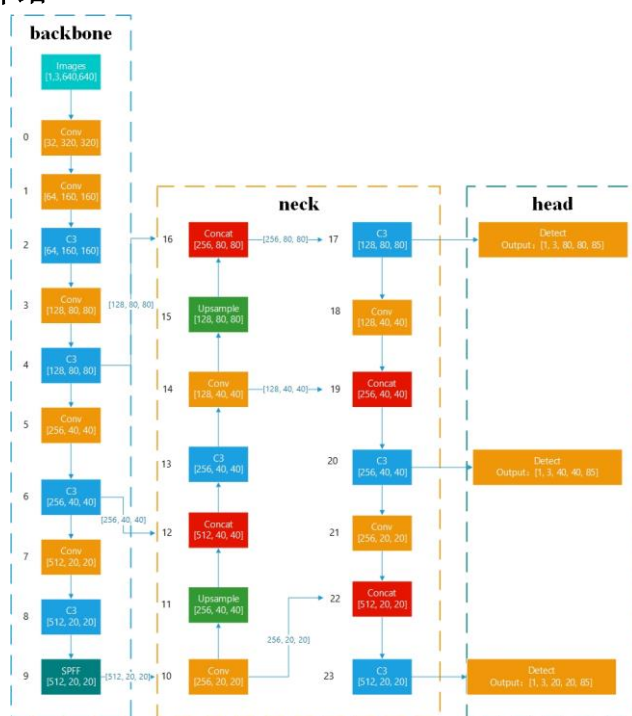 backbone
Images
[1,3,640,640]
0
Conv
[32, 320, 320]
1
Conv
[64, 160, 160]
2
C3
[64, 160, 160]
3
Conv
[128, 80, 80]
[128, 80, 80]
4
C3
[128, 80, 80]
5
Conv
[256, 40, 40]
6
C3
[256, 40, 40]
[256, 40, 40]
7
Conv
[512, 20, 20]
8
C3
[512, 20, 20]
9
SPFF
[512, 20, 20]
[512, 20, 20]
neck
16
Concat
[256, 80, 80]
[256, 80, 80]
15
Upsample
[128, 80, 80]
14
Conv
[128, 40, 40]
[128, 40, 40]
13
C3
[256, 40, 40]
12
Concat
[512, 40, 40]
11
Upsample
[256, 40, 40]
10
Conv
[256, 20, 20]
256, 20, 20]
17
C3
[128, 80, 80]
18
Conv
[128, 40, 40]
19
Concat
[256, 40, 40]
20
C3
[256, 40, 40]
21
Conv
[256, 20, 20]
22
Concat
[512, 20, 20]
23
C3
[512, 20, 20]
head
Detect
Output：[1, 3, 80, 80, 85]
Detect
Output：[1, 3, 40, 40, 85]
Detect
Output：[1, 3, 20, 20, 85]